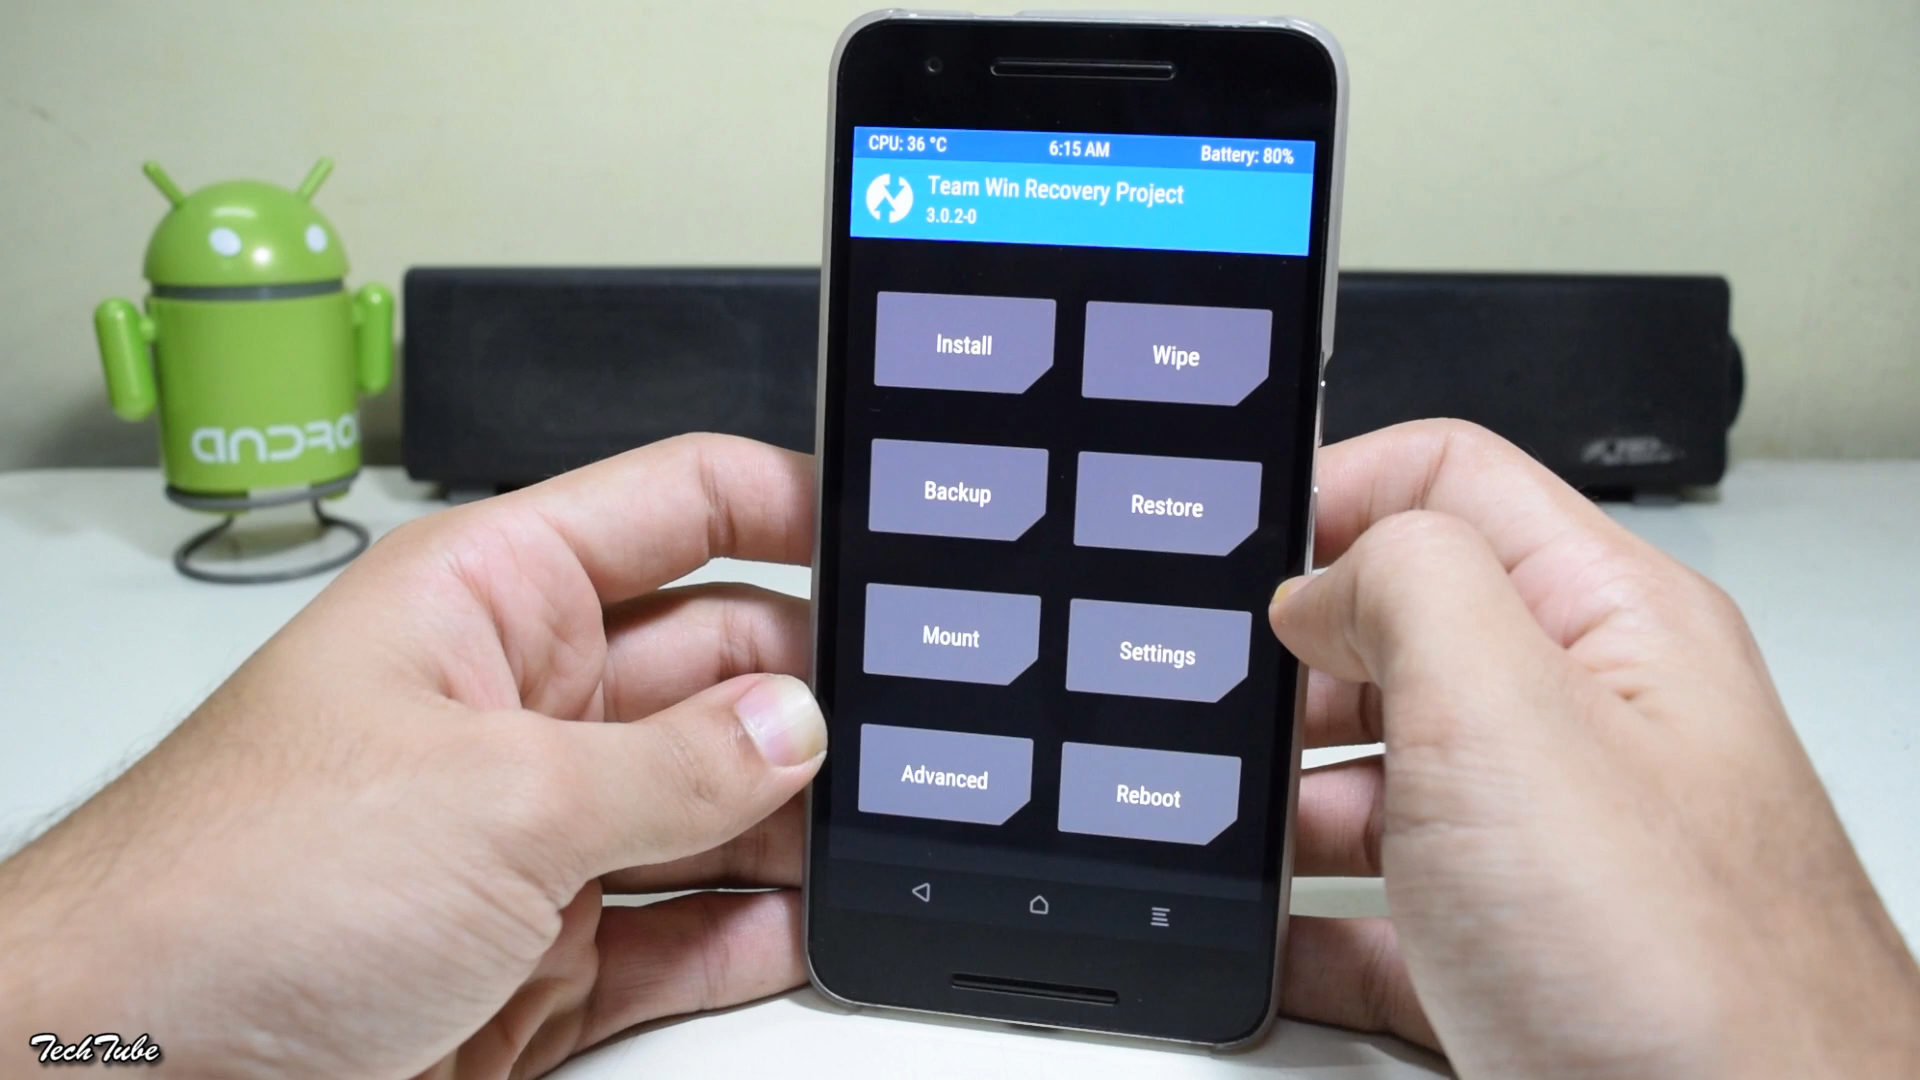 CPU: 36 °C 6:15 AM Battery: 80%
Team Win Recovery Project
3.0.2-0
Install Wipe
Backup Restore
Mount Settings
Advanced Reboot
ANDRO
TechTube